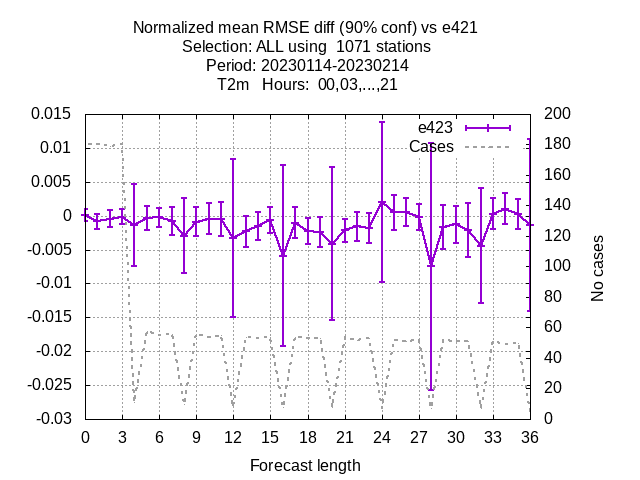 Normalized mean RMSE diff (90% conf) vs e421
Selection: ALL using  1071 stations
Period: 20230114-20230214
T2m   Hours:  00,03,...,21
0.015
0.01
0.005
0
-0.005
-0.01
-0.015
-0.02
-0.025
-0.03
e423
Cases
200
180
160
140
120
100
80
60
40
20
0
No cases
0 3 6 9 12 15 18 21 24 27 30 33 36
Forecast length